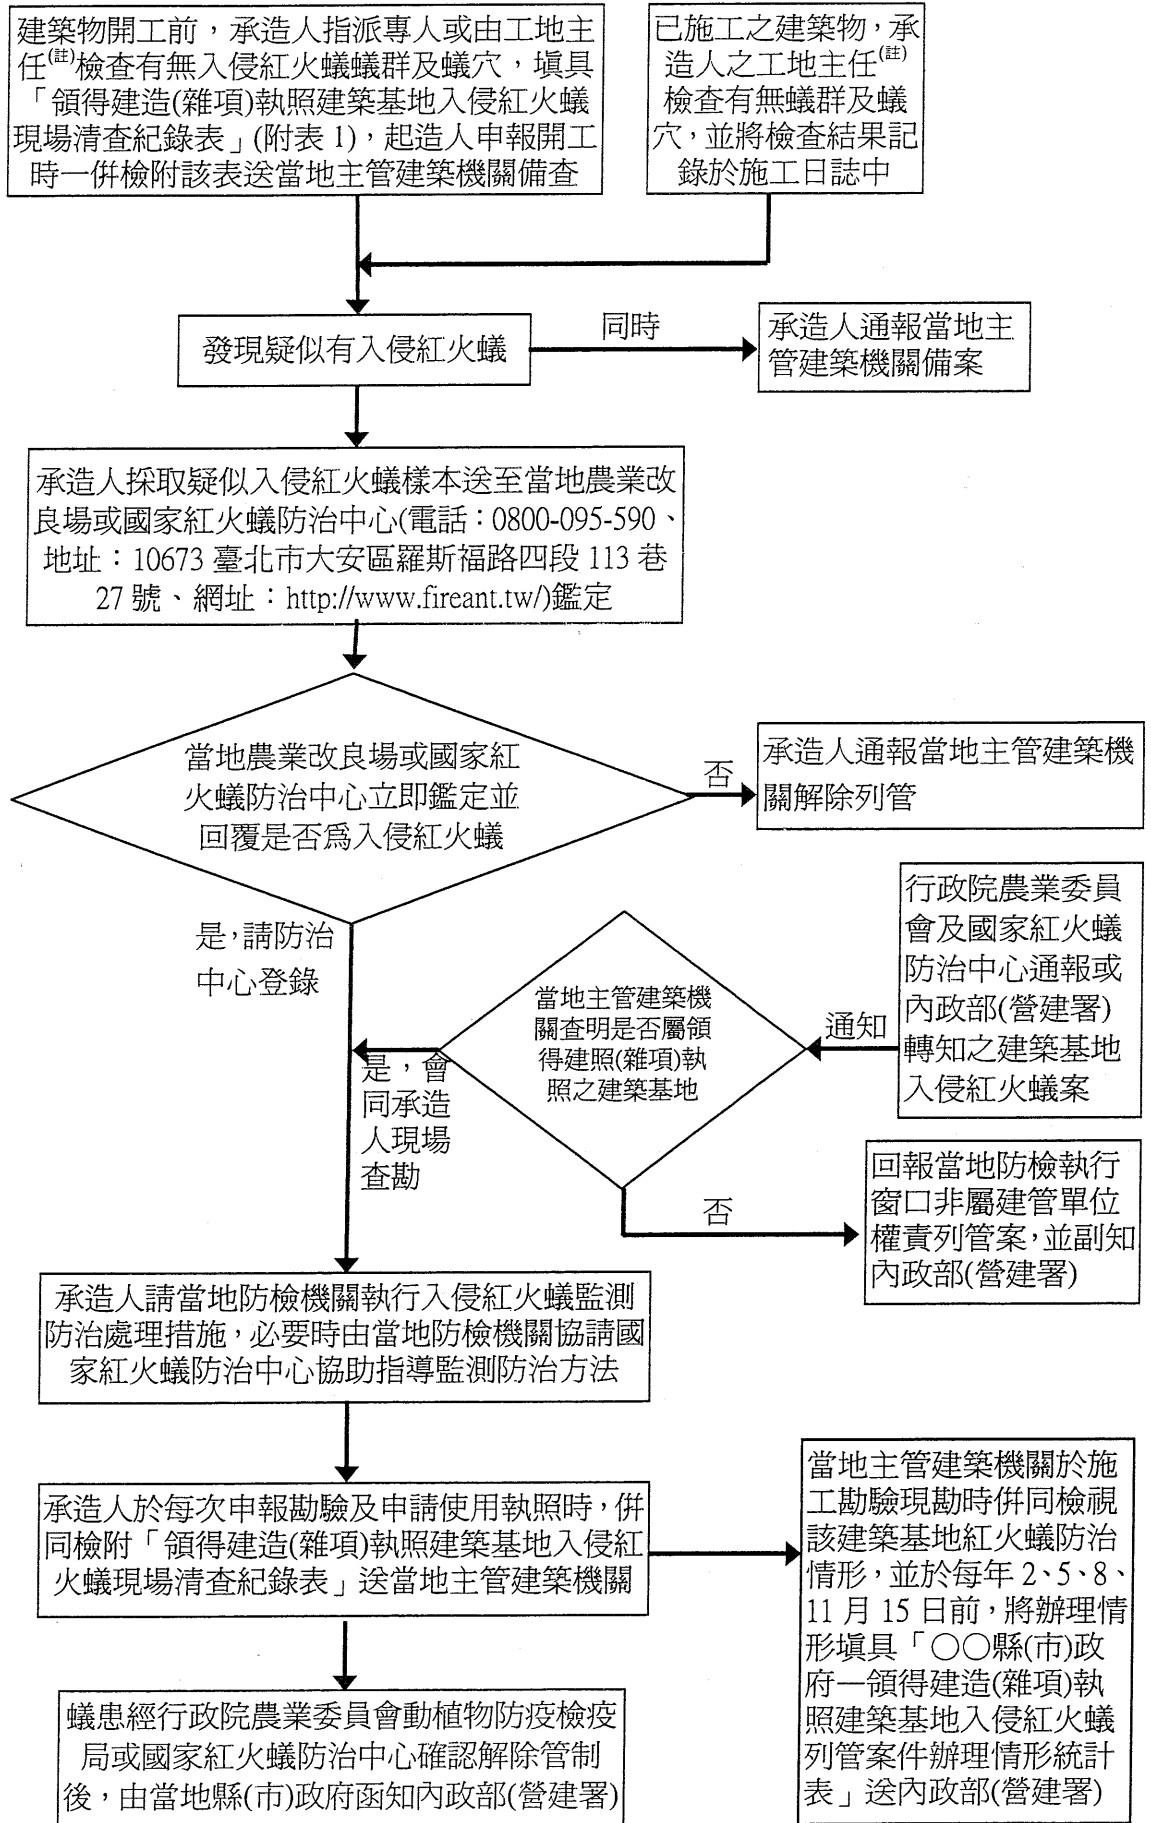 建築物開工前，承造人指派專人或由工地主
任(註)檢查有無入侵紅火蟻蟻群及蟻穴，填具
「領得建造(雜項)執照建築基地入侵紅火蟻
現場清查紀錄表」(附表 1)，起造人申報開工
時一併檢附該表送當地主管建築機關備查
已施工之建築物，承
造人之工地主任(註)
檢查有無蟻群及蟻
穴，並將檢查結果記
錄於施工日誌中
發現疑似有入侵紅火蟻
同時
承造人通報當地主
管建築機關備案
承造人採取疑似入侵紅火蟻樣本送至當地農業改
良場或國家紅火蟻防治中心(電話：0800-095-590、
地址：10673 臺北市大安區羅斯福路四段 113 巷
27 號、網址：http://www.fireant.tw/)鑑定
當地農業改良場或國家紅
火蟻防治中心立即鑑定並
回覆是否為入侵紅火蟻
否
承造人通報當地主管建築機
關解除列管
是，請防治
中心登錄
行政院農業委員
會及國家紅火蟻
防治中心通報或
內政部(營建署)
轉知之建築基地
入侵紅火蟻案
通知
當地主管建築機
關查明是否屬領
得建照(雜項)執
照之建築基地
是，會
同承造
人現場
查勘
否
回報當地防檢執行
窗口非屬建管單位
權責列管案，並副知
內政部(營建署)
承造人請當地防檢機關執行入侵紅火蟻監測
防治處理措施，必要時由當地防檢機關協請國
家紅火蟻防治中心協助指導監測防治方法
承造人於每次申報勘驗及申請使用執照時，併
同檢附「領得建造(雜項)執照建築基地入侵紅
火蟻現場清查紀錄表」送當地主管建築機關
當地主管建築機關於施
工勘驗現勘時併同檢視
該建築基地紅火蟻防治
情形，並於每年 2、5、8、
11 月 15 日前，將辦理情
形填具「○○縣(市)政
府—領得建造(雜項)執
照建築基地入侵紅火蟻
列管案件辦理情形統計
表」送內政部(營建署)
蟻患經行政院農業委員會動植物防疫檢疫
局或國家紅火蟻防治中心確認解除管制
後，由當地縣(市)政府函知內政部(營建署)